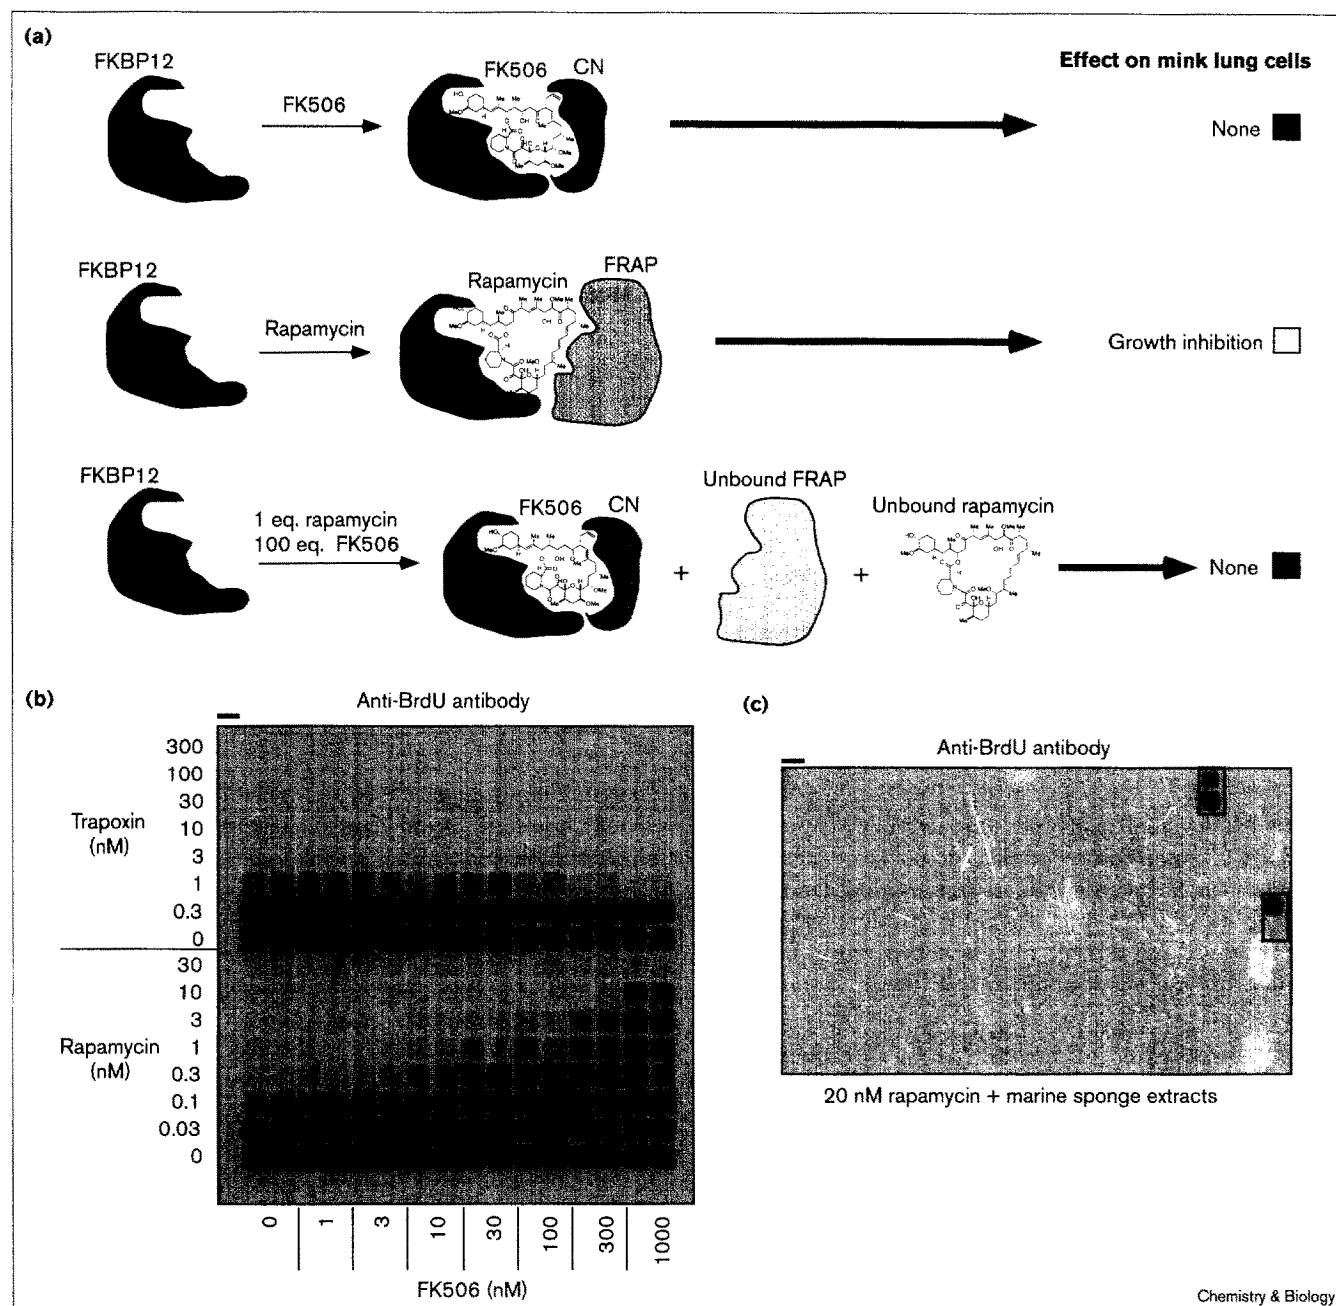 (a)
FKBP12
FK506
FK506
CN
Effect on mink lung cells
None
FKBP12
Rapamycin
Rapamycin
FRAP
Growth inhibition
FKBP12
1 eq. rapamycin
100 eq. FK506
FK506
CN
+
Unbound FRAP
+
Unbound rapamycin
None
(b)
Anti-BrdU antibody
Trapoxin
(nM)
300
100
30
10
3
1
0.3
0
Rapamycin
(nM)
30
10
3
1
0.3
0.1
0.03
0
0
1
3
10
30
100
300
1000
FK506 (nM)
(c)
Anti-BrdU antibody
20 nM rapamycin + marine sponge extracts
Chemistry & Biology